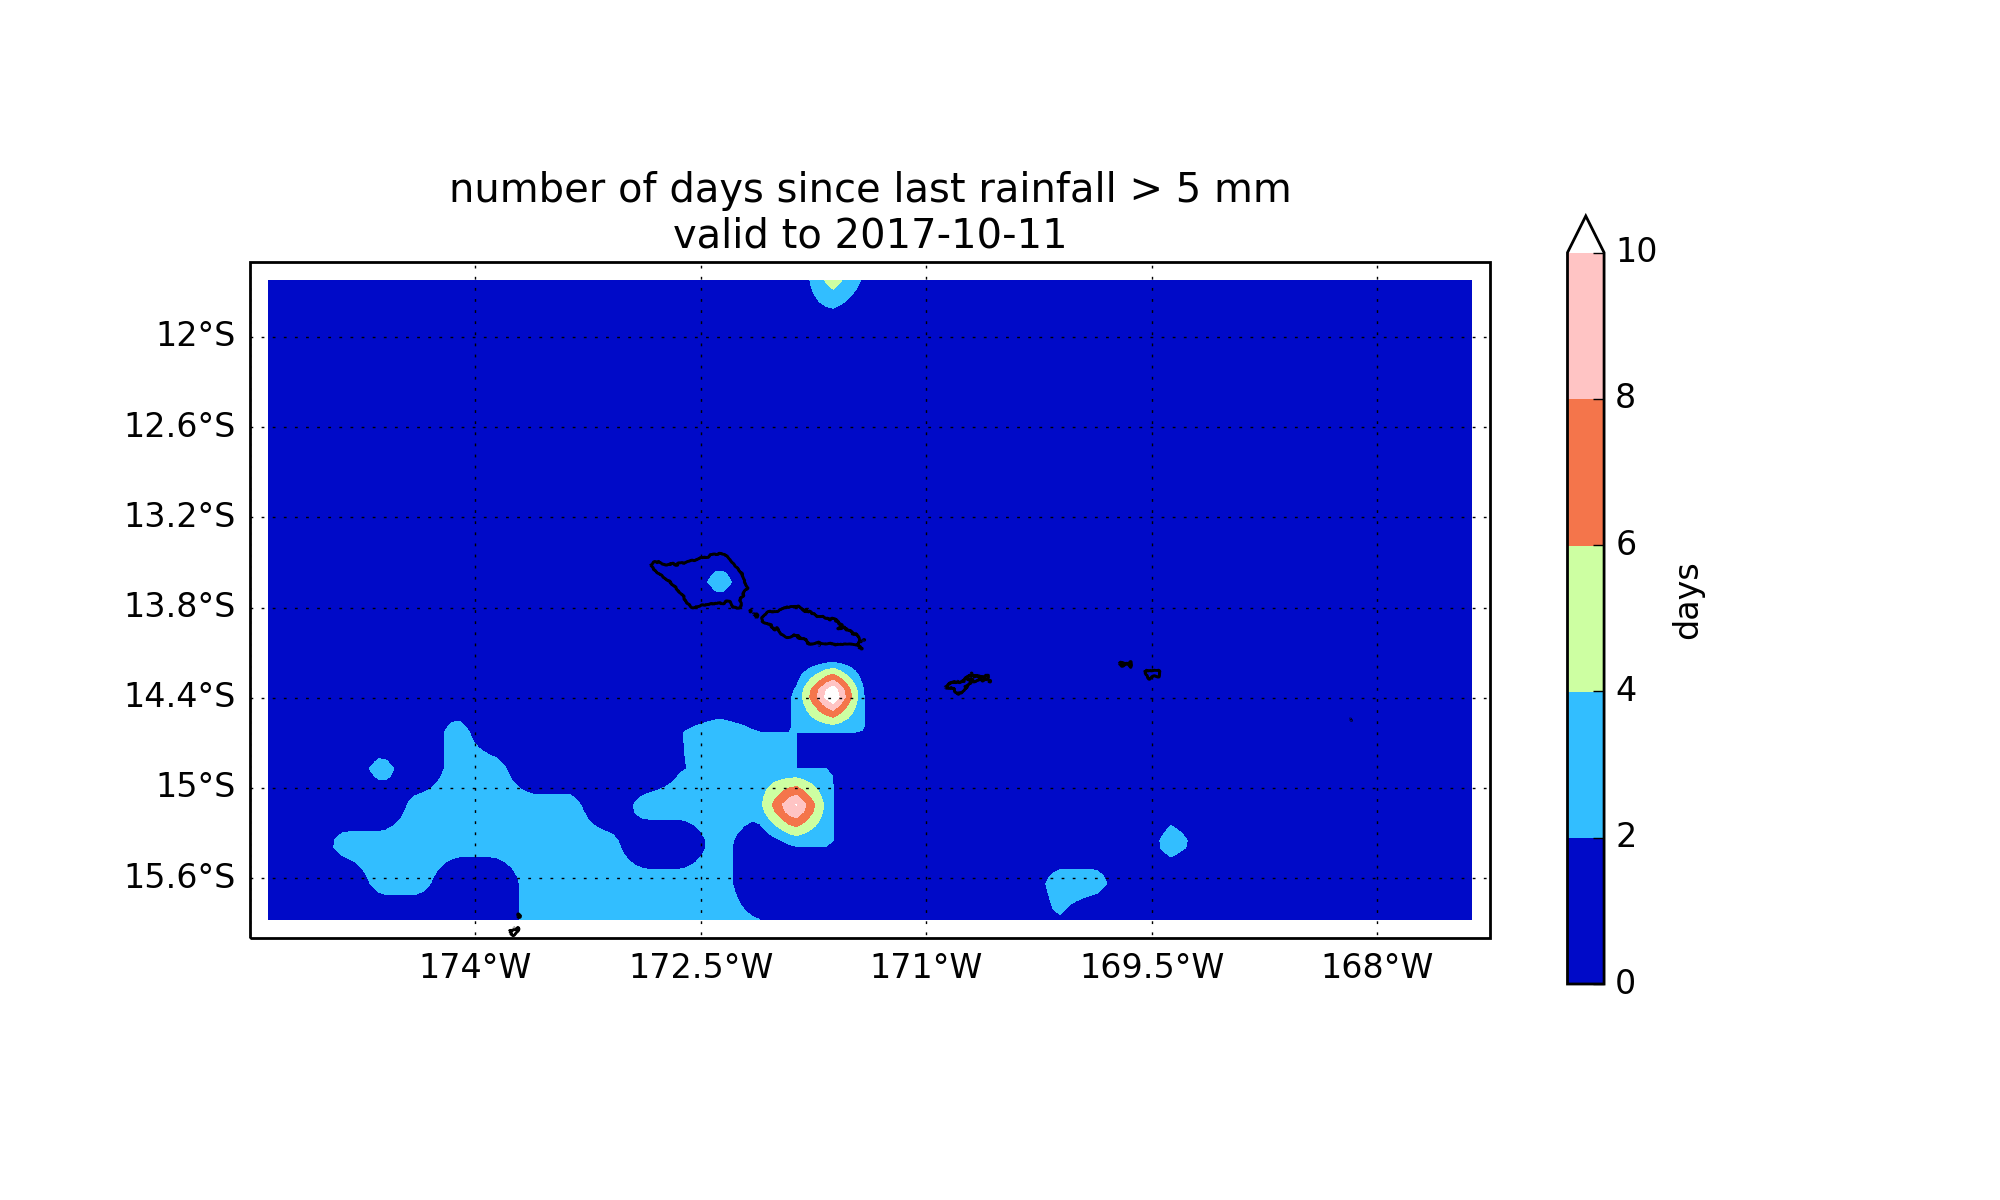 number of days since last rainfall > 5 mm
valid to 2017-10-11
12°S
12.6°S
13.2°S
13.8°S
14.4°S
15°S
15.6°S
174°W
172.5°W
171°W
169.5°W
168°W
10
8
6
4
2
0
days